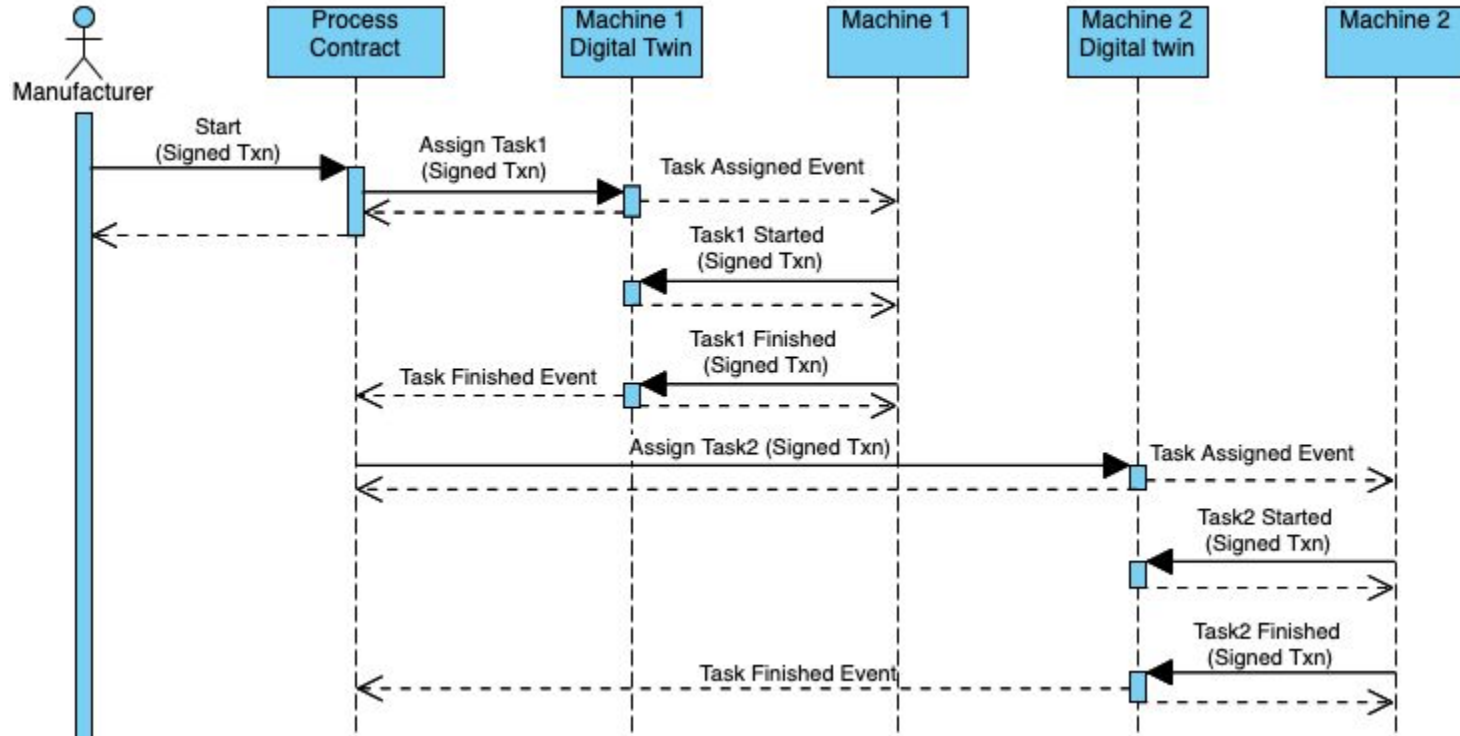 Process
Contract
Machine 1
Digital Twin
Machine 1
Machine 2
Digital twin
Machine 2
Manufacturer
Start
(Signed Txn)
Assign Task1
(Signed Txn)
Task Assigned Event
Task1 Started
(Signed Txn)
Task1 Finished
(Signed Txn)
Task Finished Event
Assign Task2 (Signed Txn)
Task Assigned Event
Task2 Started
(Signed Txn)
Task2 Finished
(Signed Txn)
Task Finished Event